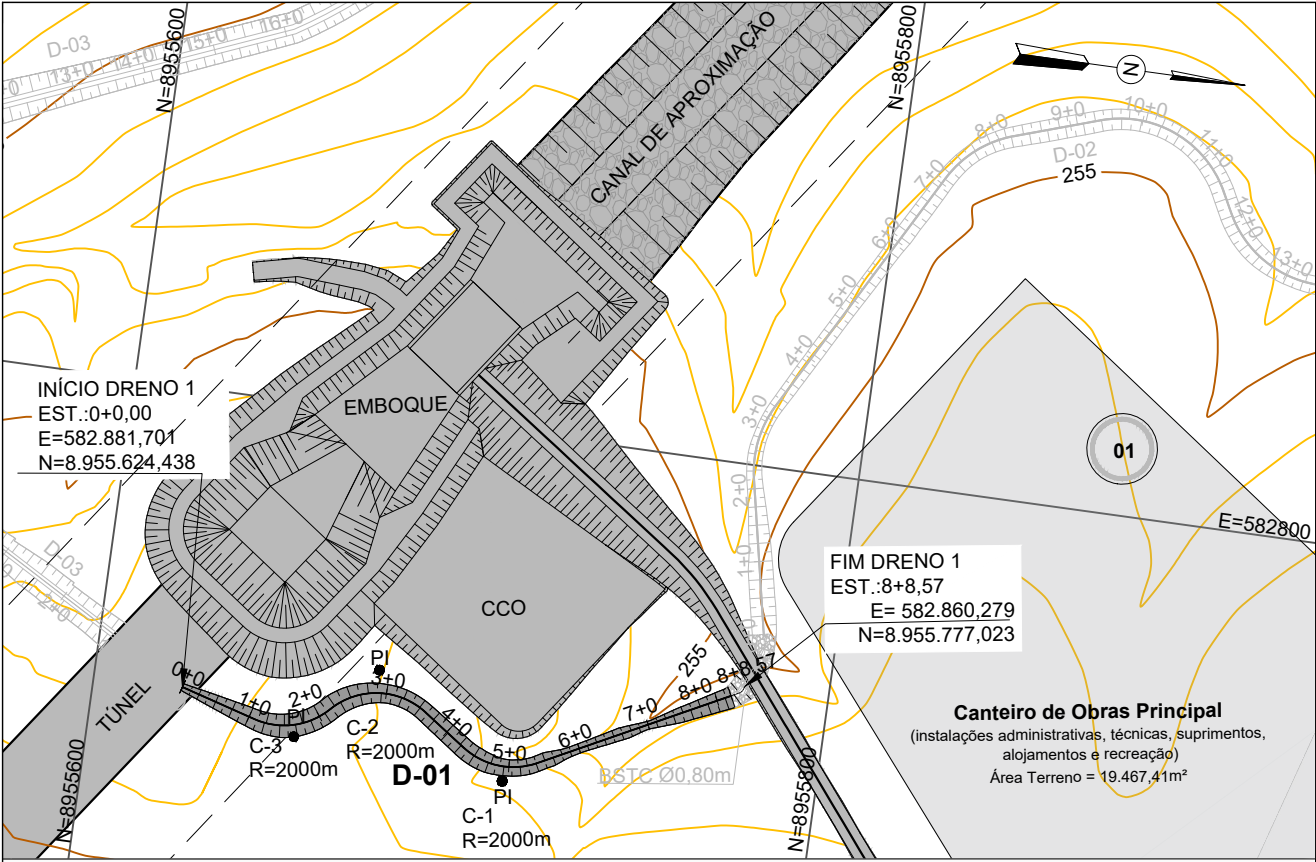 D-03
13+0
14+0
15+0
16+0
N=8955600
CANAL DE APROXIMAÇÃO
N=8955800
N
D-02
255
1+0
2+0
3+0
4+0
5+0
6+0
7+0
8+0
9+0
10+0
11+0
12+0
13+0
INÍCIO DRENO 1
EST.:0+0,00
E=582.881,701
N=8.955.624,438
EMBOQUE
01
E=582800
D-03
2+0
CCO
FIM DRENO 1
EST.:8+8,57
E= 582.860,279
N=8.955.777,023
TÚNEL
0+0
1+0
2+0
3+0
4+0
5+0
6+0
7+0
8+0
8+8,57
255
PI
PI
PI
C-3
R=2000m
C-2
R=2000m
D-01
C-1
R=2000m
BSTC Ø0,80m
N=8955600
N=8955800
Canteiro de Obras Principal
(instalações administrativas, técnicas, suprimentos,
alojamentos e recreação)
Área Terreno = 19.467,41m²